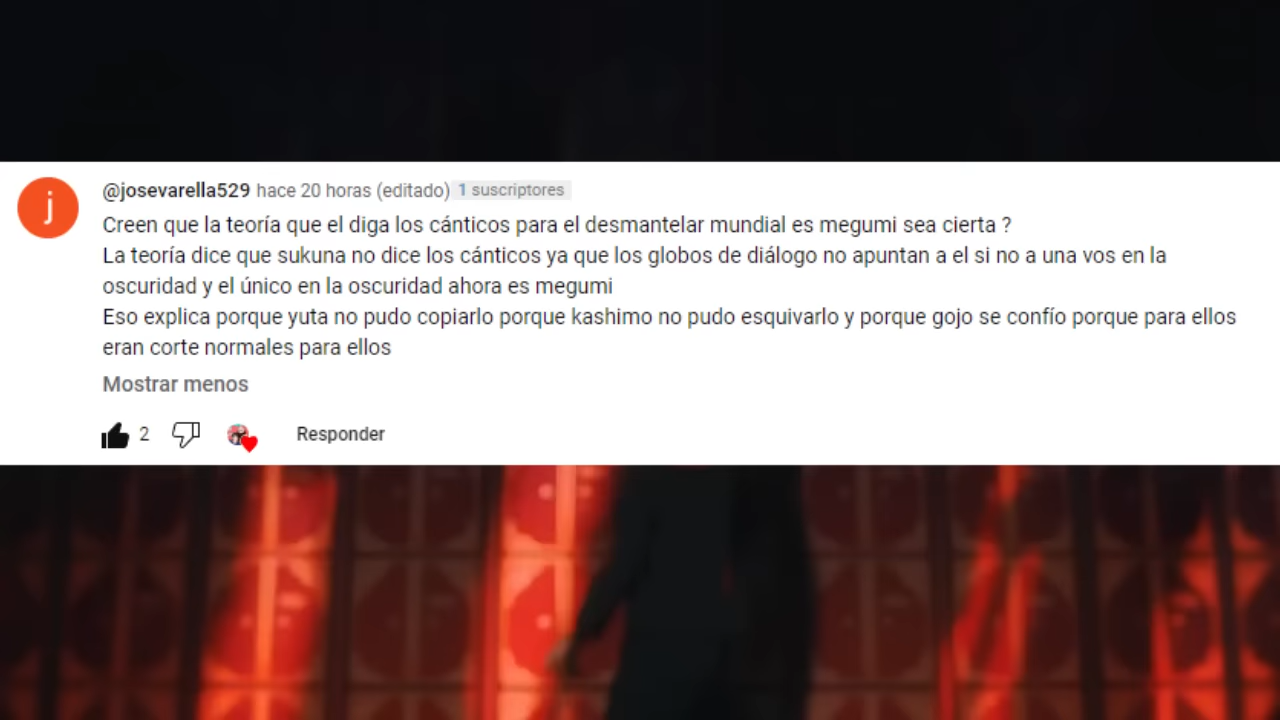 j
@josevarella529 hace 20 horas (editado) 1 suscriptores
Creen que la teoría que el diga los cánticos para el desmantelar mundial es megumi sea cierta ?
La teoría dice que sukuna no dice los cánticos ya que los globos de diálogo no apuntan a el si no a una vos en la
oscuridad y el único en la oscuridad ahora es megumi
Eso explica porque yuta no pudo copiarlo porque kashimo no pudo esquivarlo y porque gojo se confío porque para ellos
eran corte normales para ellos
Mostrar menos
2 Responder